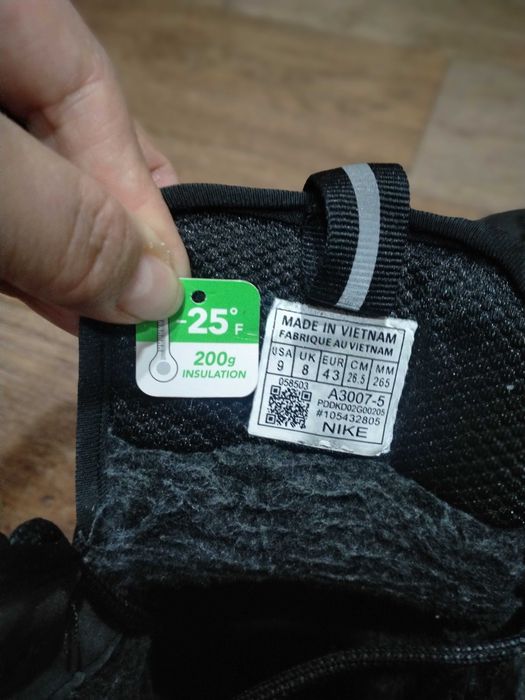 -25°F
200g
INSULATION
MADE IN VIETNAM
FABRIQUE AU VIETNAM
USA UK EUR CM MM
9 8 43 26.5 265
058503
A3007-5
PDDKD02G00205
#105432805
NIKE